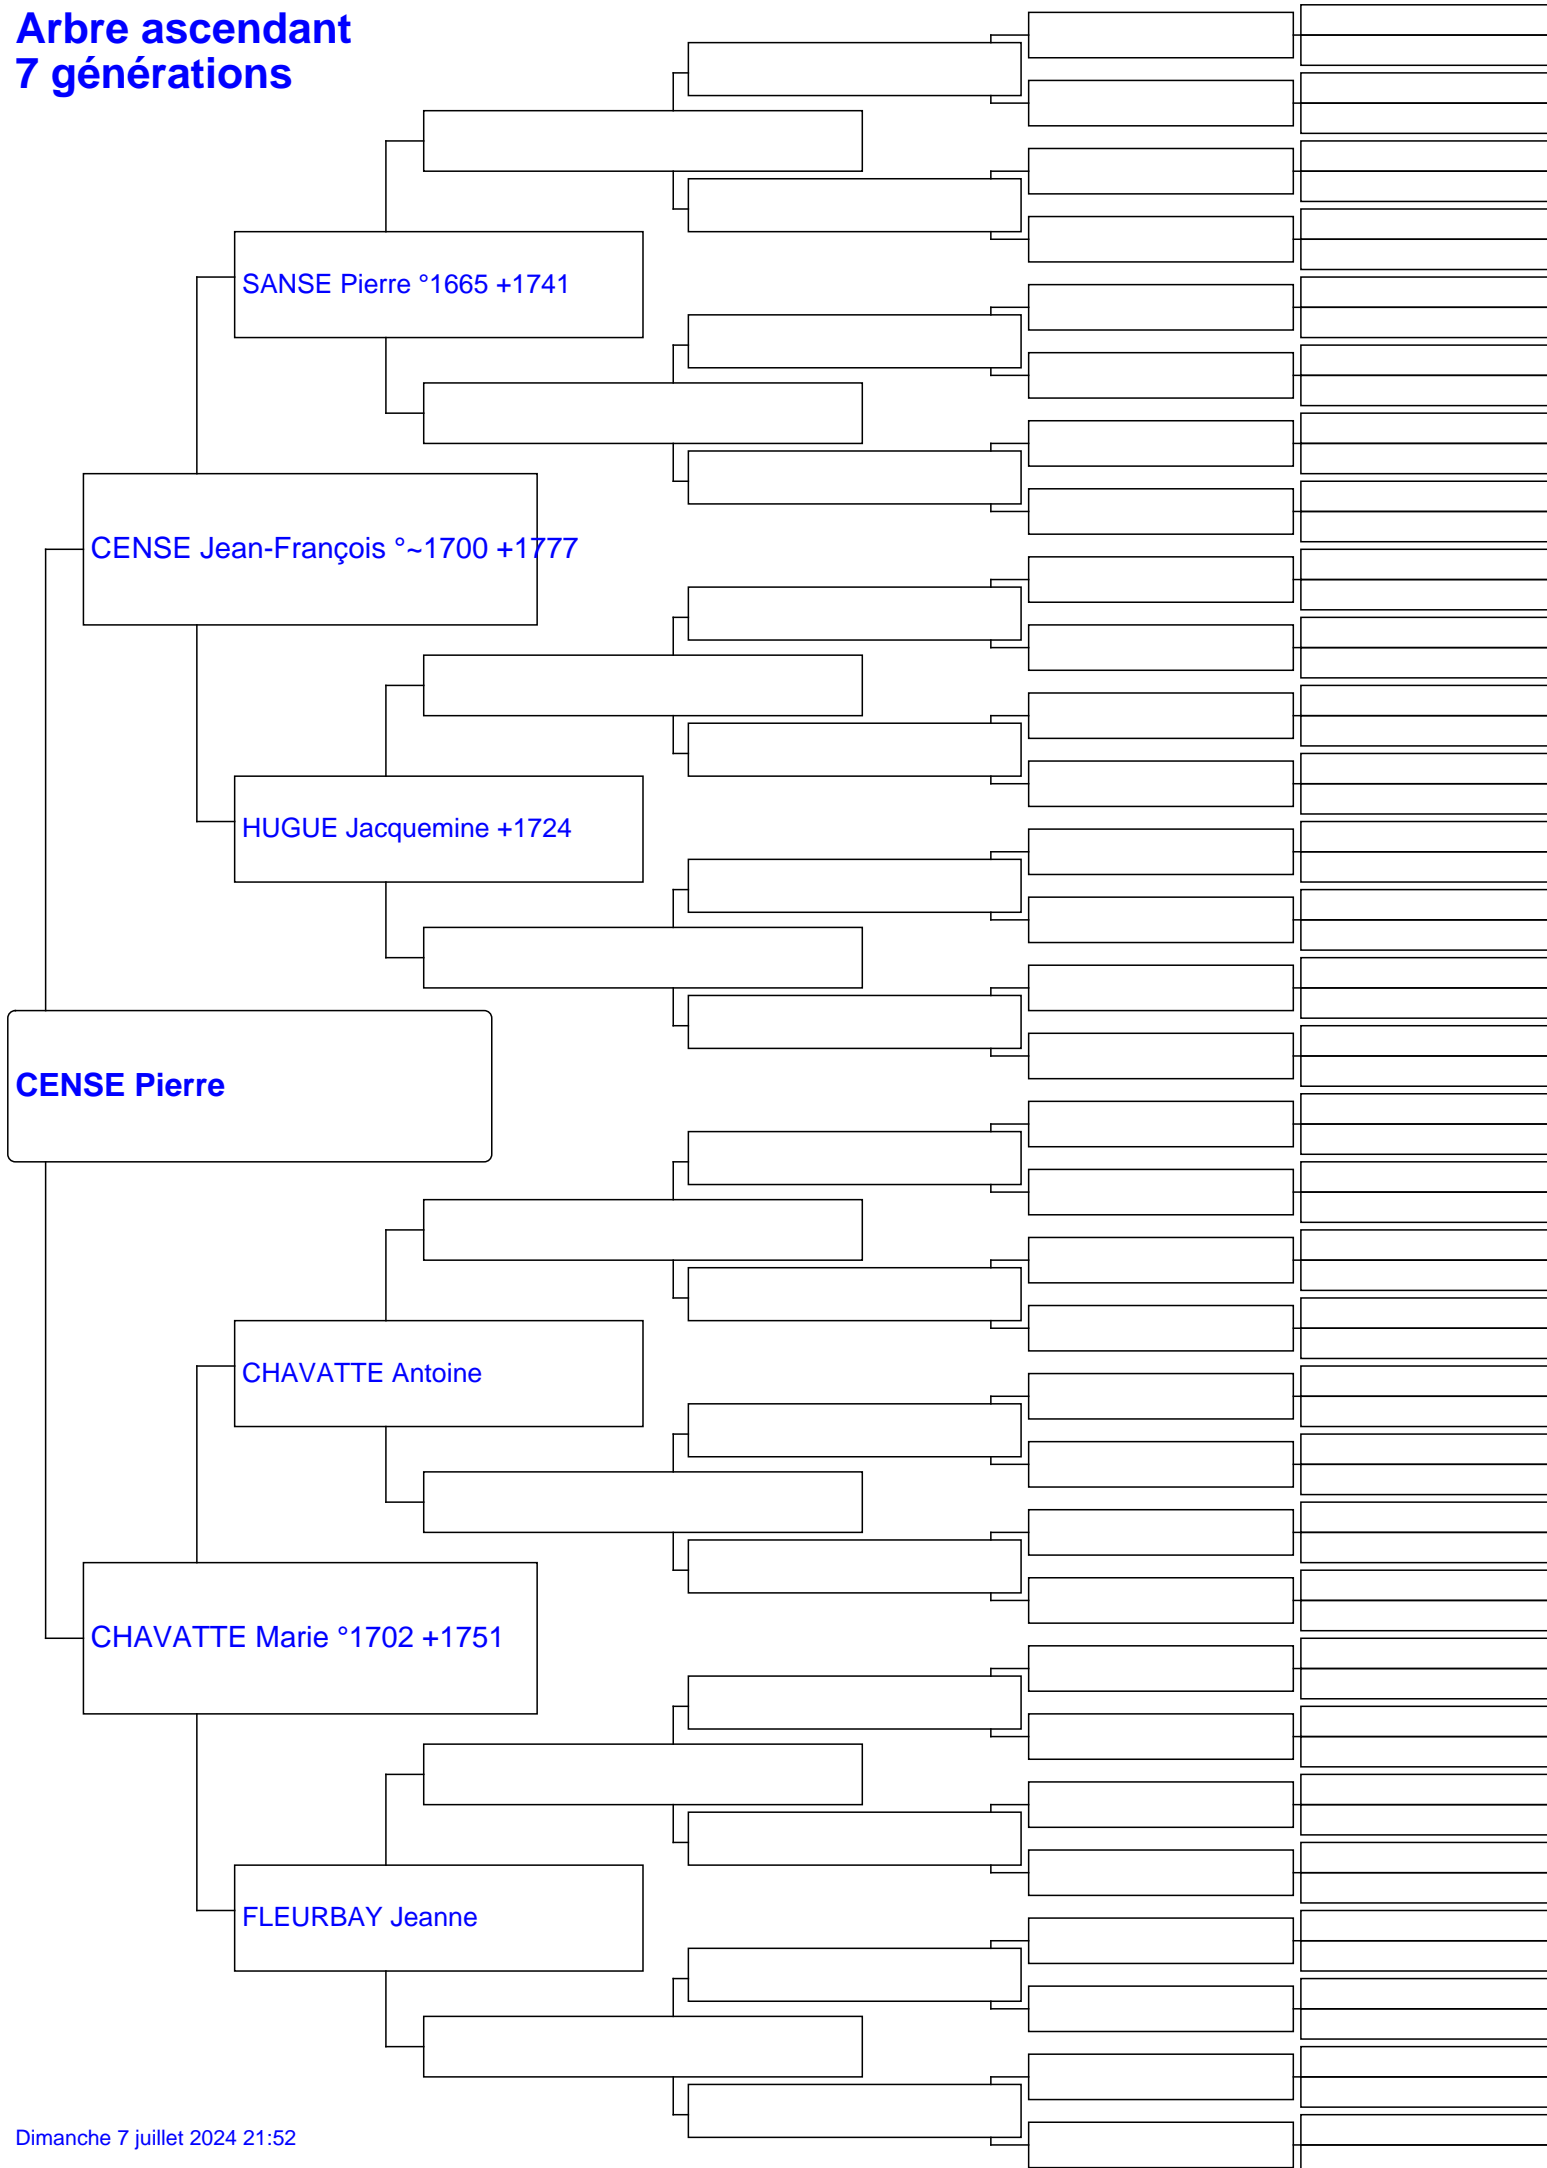 Arbre ascendant
7 générations
SANSE Pierre °1665 +1741
CENSE Jean-François °~1700 +1777
HUGUE Jacquemine +1724
CENSE Pierre
CHAVATTE Antoine
CHAVATTE Marie °1702 +1751
FLEURBAY Jeanne
Dimanche 7 juillet 2024 21:52